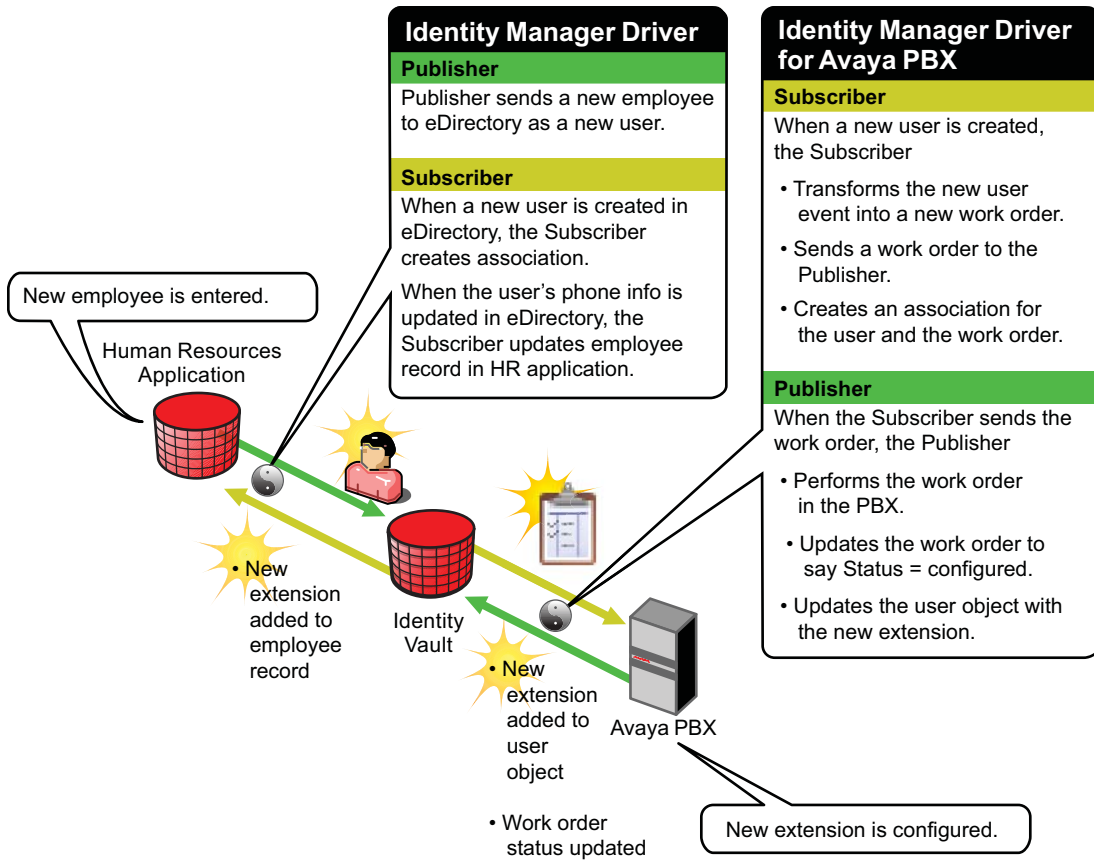 Identity Manager Driver
Publisher
Publisher sends a new employee
to eDirectory as a new user.
Subscriber
When a new user is created in
eDirectory, the Subscriber
creates association.
When the user's phone info is
updated in eDirectory, the
Subscriber updates employee
record in HR application.
Identity Manager Driver
for Avaya PBX
Subscriber
When a new user is created,
the Subscriber
• Transforms the new user
event into a new work order.
• Sends a work order to the
Publisher.
• Creates an association for
the user and the work order.
Publisher
When the Subscriber sends the
work order, the Publisher
• Performs the work order
in the PBX.
• Updates the work order to
say Status = configured.
• Updates the user object with
the new extension.
New employee is entered.
Human Resources
Application
• New
extension
added to
employee
record
Identity
Vault
• New
extension
added to
user
object
• Work order
status updated
Avaya PBX
New extension is configured.